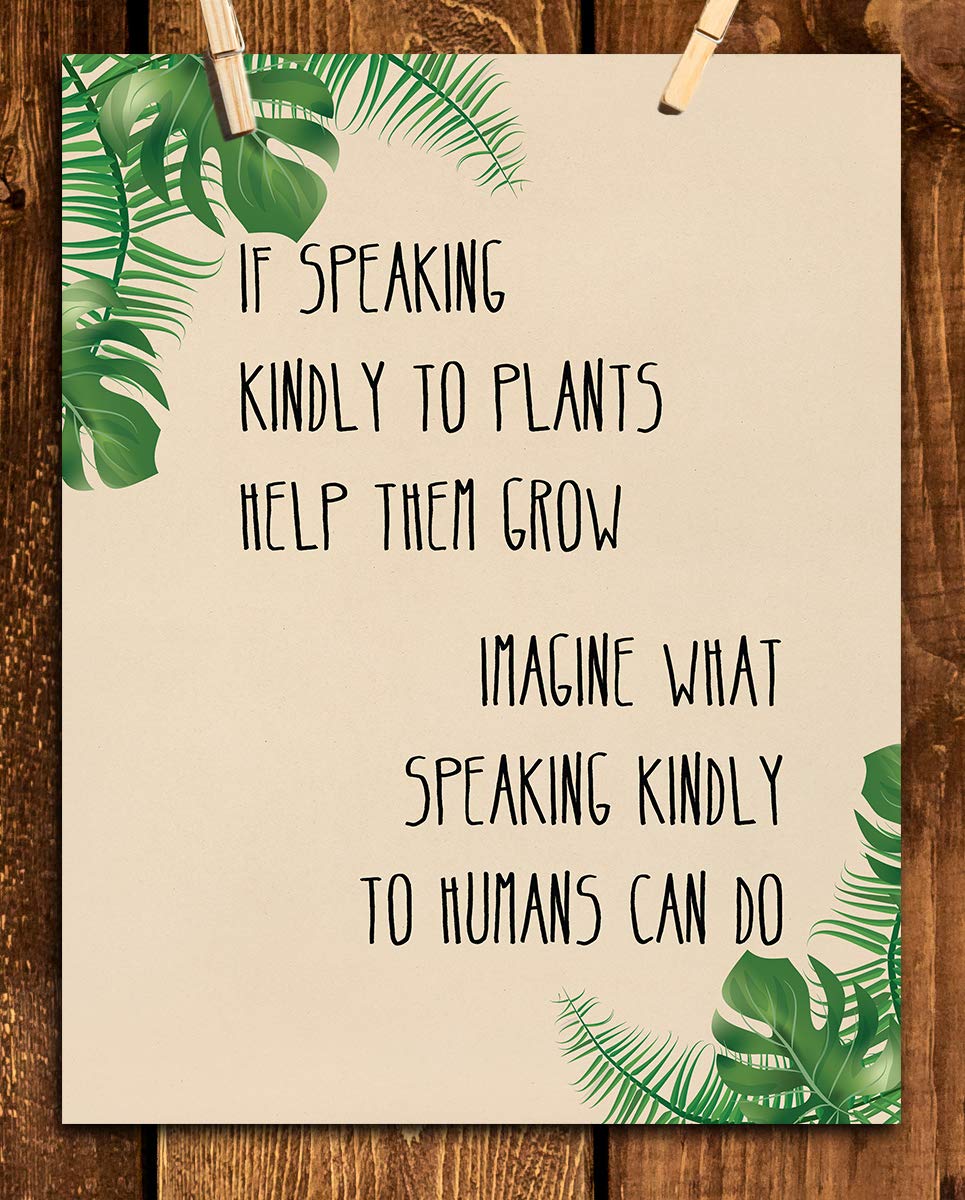 IF SPEAKING
KINDLY TO PLANTS
HELP THEM GROW
IMAGINE WHAT
SPEAKING KINDLY
TO HUMANS CAN DO